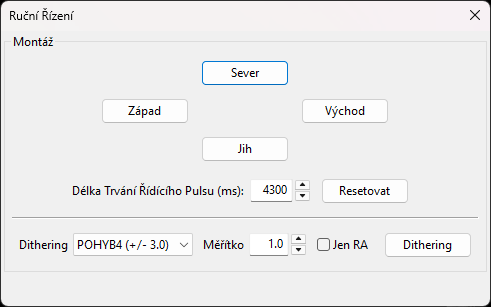 Ruční Řízení
Montáž
Sever
Západ Východ
Jih
Délka Trvání Řídícího Pulsu (ms): 4300 Resetovat
Dithering POHYB4 (+/- 3.0) Měřítko 1.0 Jen RA Dithering